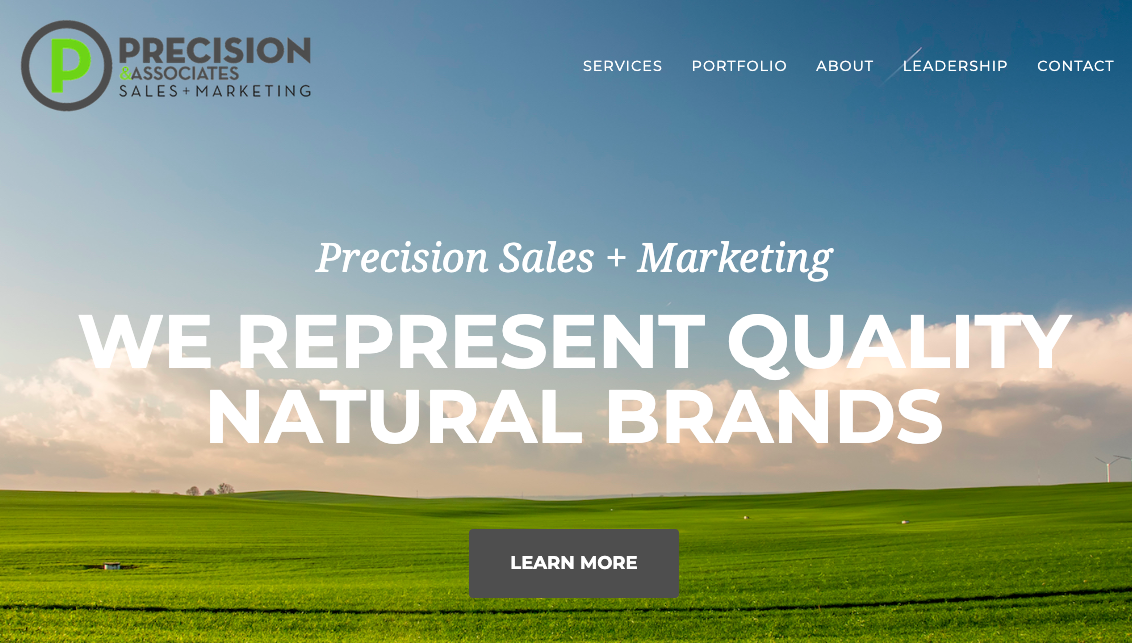 P PRECISION
&ASSOCIATES
SALES+MARKETING
SERVICES PORTFOLIO ABOUT LEADERSHIP CONTACT
Precision Sales + Marketing
WE REPRESENT QUALITY
NATURAL BRANDS
LEARN MORE